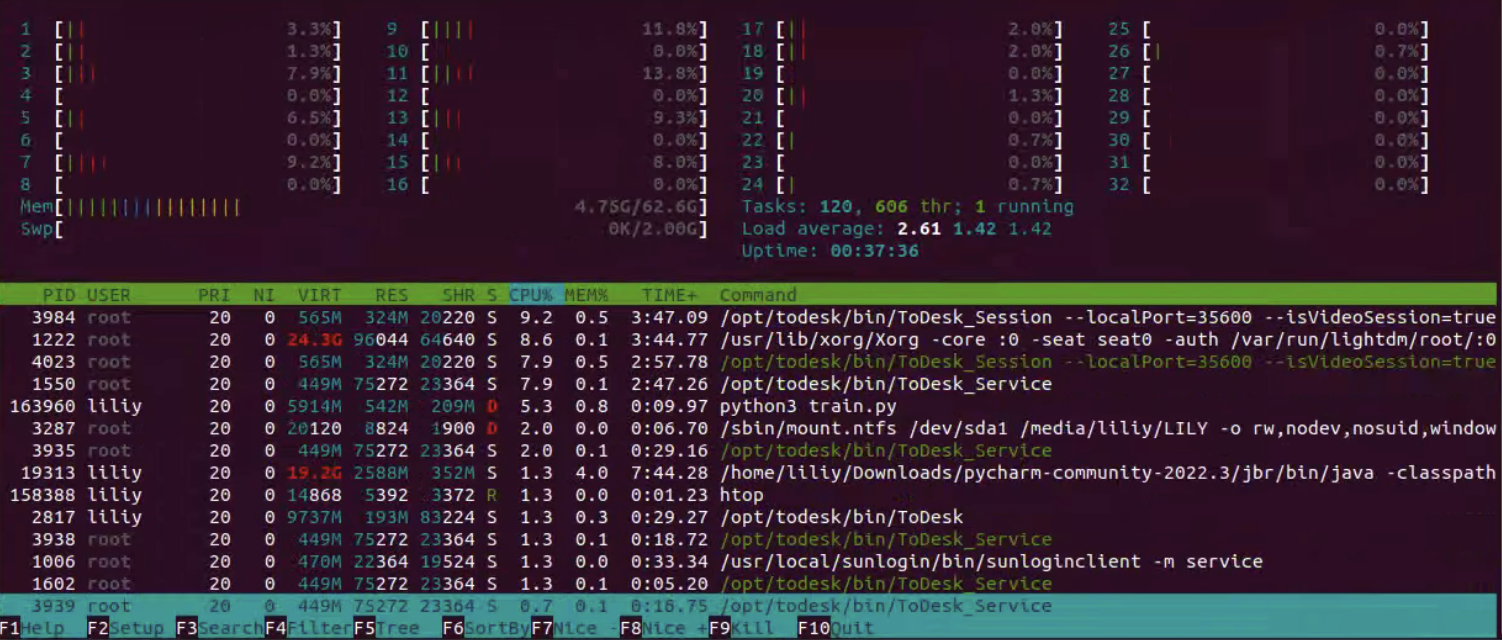 1 [|| 3.3%] 9 [|||| 11.8%] 17 [|| 2.0%] 25 [ 0.0%]
2 [|| 1.3%] 10 [ 0.0%] 18 [|| 2.0%] 26 [| 0.7%]
3 [|||| 7.9%] 11 [|||| 13.8%] 19 [ 0.0%] 27 [ 0.0%]
4 [ 0.0%] 12 [ 0.0%] 20 [|| 1.3%] 28 [ 0.0%]
5 [||| 6.5%] 13 [|||| 9.3%] 21 [ 0.0%] 29 [ 0.0%]
6 [ 0.0%] 14 [ 0.0%] 22 [| 0.7%] 30 [ 0.0%]
7 [|||| 9.2%] 15 [||| 8.0%] 23 [ 0.0%] 31 [ 0.0%]
8 [ 0.0%] 16 [ 0.0%] 24 [| 0.7%] 32 [ 0.0%]
Mem[||||||||||||||||| 4.75G/62.6G] Tasks: 120, 606 thr; 1 running
Swp[ 0K/2.00G] Load average: 2.61 1.42 1.42
Uptime: 00:37:36
PID USER PRI NI VIRT RES SHR S CPU% MEM% TIME+ Command
3984 root 20 0 565M 324M 20220 S 9.2 0.5 3:47.09 /opt/todesk/bin/ToDesk_Session --localPort=35600 --isVideoSession=true
1222 root 20 0 24.3G 96044 64640 S 8.6 0.1 3:44.77 /usr/lib/xorg/Xorg -core :0 -seat seat0 -auth /var/run/lightdm/root/:0
4023 root 20 0 565M 324M 20220 S 7.9 0.5 2:57.78 /opt/todesk/bin/ToDesk_Session --localPort=35600 --isVideoSession=true
1550 root 20 0 449M 75272 23364 S 7.9 0.1 2:47.26 /opt/todesk/bin/ToDesk_Service
163960 liliy 20 0 5914M 542M 209M D 5.3 0.8 0:09.97 python3 train.py
3287 root 20 0 20120 8824 1900 D 2.0 0.0 0:06.70 /sbin/mount.ntfs /dev/sda1 /media/liliy/LILY -o rw,nodev,nosuid,window
3935 root 20 0 449M 75272 23364 S 2.0 0.1 0:29.16 /opt/todesk/bin/ToDesk_Service
19313 liliy 20 0 19.2G 2588M 352M S 1.3 4.0 7:44.28 /home/liliy/Downloads/pycharm-community-2022.3/jbr/bin/java -classpath
158388 liliy 20 0 14868 5392 3372 R 1.3 0.0 0:01.23 htop
2817 liliy 20 0 9737M 193M 83224 S 1.3 0.3 0:29.27 /opt/todesk/bin/ToDesk
3938 root 20 0 449M 75272 23364 S 1.3 0.1 0:18.72 /opt/todesk/bin/ToDesk_Service
1006 root 20 0 470M 22364 19524 S 1.3 0.0 0:33.34 /usr/local/sunlogin/bin/sunloginclient -m service
1602 root 20 0 449M 75272 23364 S 1.3 0.1 0:05.20 /opt/todesk/bin/ToDesk_Service
3939 root 20 0 449M 75272 23364 S 0.7 0.1 0:16.75 /opt/todesk/bin/ToDesk_Service
F1Help F2Setup F3SearchF4FilterF5Tree F6SortByF7Nice -F8Nice +F9Kill F10Quit